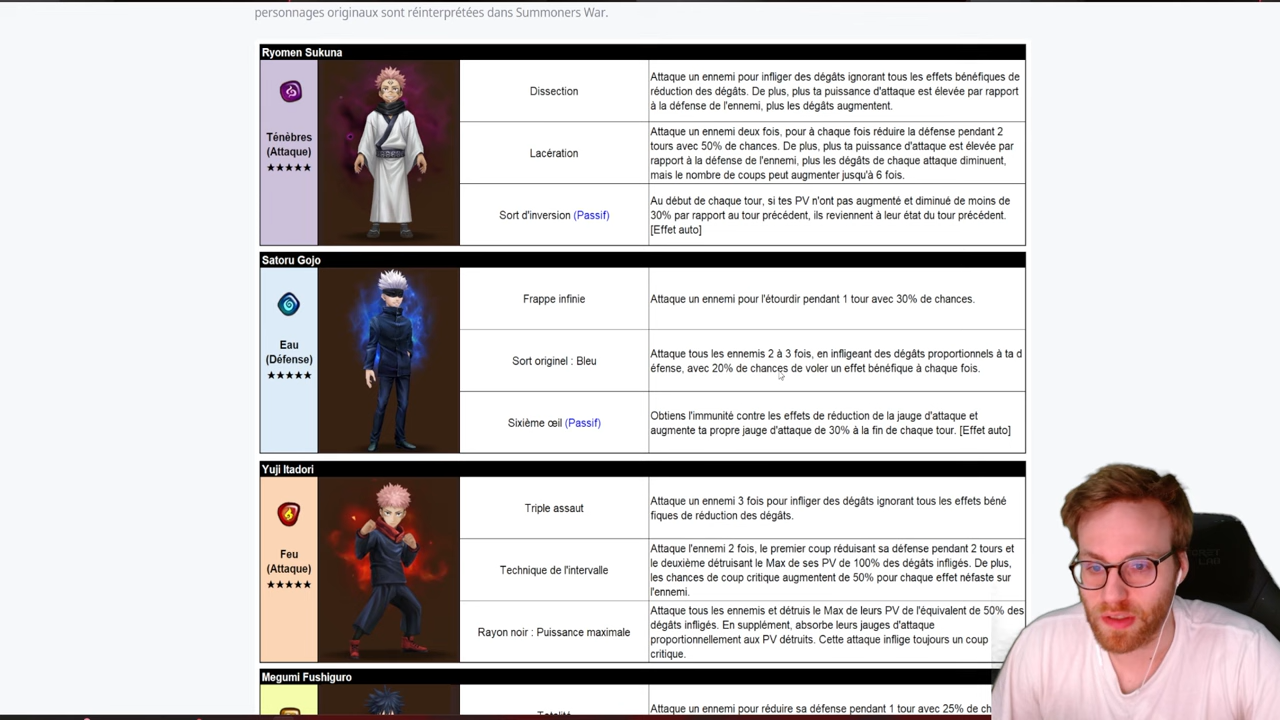 personnages originaux sont réinterprétées dans Summoners War.
Ryomen Sukuna
Ténèbres
(Attaque)
★★★★★
Dissection
Attaque un ennemi pour infliger des dégâts ignorant tous les effets bénéfiques de
réduction des dégâts. De plus, plus ta puissance d'attaque est élevée par rapport
à la défense de l'ennemi, plus les dégâts augmentent.
Lacération
Attaque un ennemi deux fois, pour à chaque fois réduire la défense pendant 2
tours avec 50% de chances. De plus, plus ta puissance d'attaque est élevée par
rapport à la défense de l'ennemi, plus les dégâts de chaque attaque diminuent,
mais le nombre de coups peut augmenter jusqu'à 6 fois.
Sort d'inversion (Passif)
Au début de chaque tour, si tes PV n'ont pas augmenté et diminué de moins de
30% par rapport au tour précédent, ils reviennent à leur état du tour précédent.
[Effet auto]
Satoru Gojo
Eau
(Défense)
★★★★★
Frappe infinie
Attaque un ennemi pour l'étourdir pendant 1 tour avec 30% de chances.
Sort originel : Bleu
Attaque tous les ennemis 2 à 3 fois, en infligeant des dégâts proportionnels à ta d
éfense, avec 20% de chances de voler un effet bénéfique à chaque fois.
Sixième œil (Passif)
Obtiens l'immunité contre les effets de réduction de la jauge d'attaque et
augmente ta propre jauge d'attaque de 30% à la fin de chaque tour. [Effet auto]
Yuji Itadori
Feu
(Attaque)
★★★★★
Triple assaut
Attaque un ennemi 3 fois pour infliger des dégâts ignorant tous les effets béné
fiques de réduction des dégâts.
Technique de l'intervalle
Attaque l'ennemi 2 fois, le premier coup réduisant sa défense pendant 2 tours et
le deuxième détruisant le Max de ses PV de 100% des dégâts infligés. De plus,
les chances de coup critique augmentent de 50% pour chaque effet néfaste sur
l'ennemi.
Rayon noir : Puissance maximale
Attaque tous les ennemis et détruis le Max de leurs PV de l'équivalent de 50% des
dégâts infligés. En supplément, absorbe leurs jauges d'attaque
proportionnellement aux PV détruits. Cette attaque inflige toujours un coup
critique.
Megumi Fushiguro
Totalité
Attaque un ennemi pour réduire sa défense pendant 1 tour avec 25% de